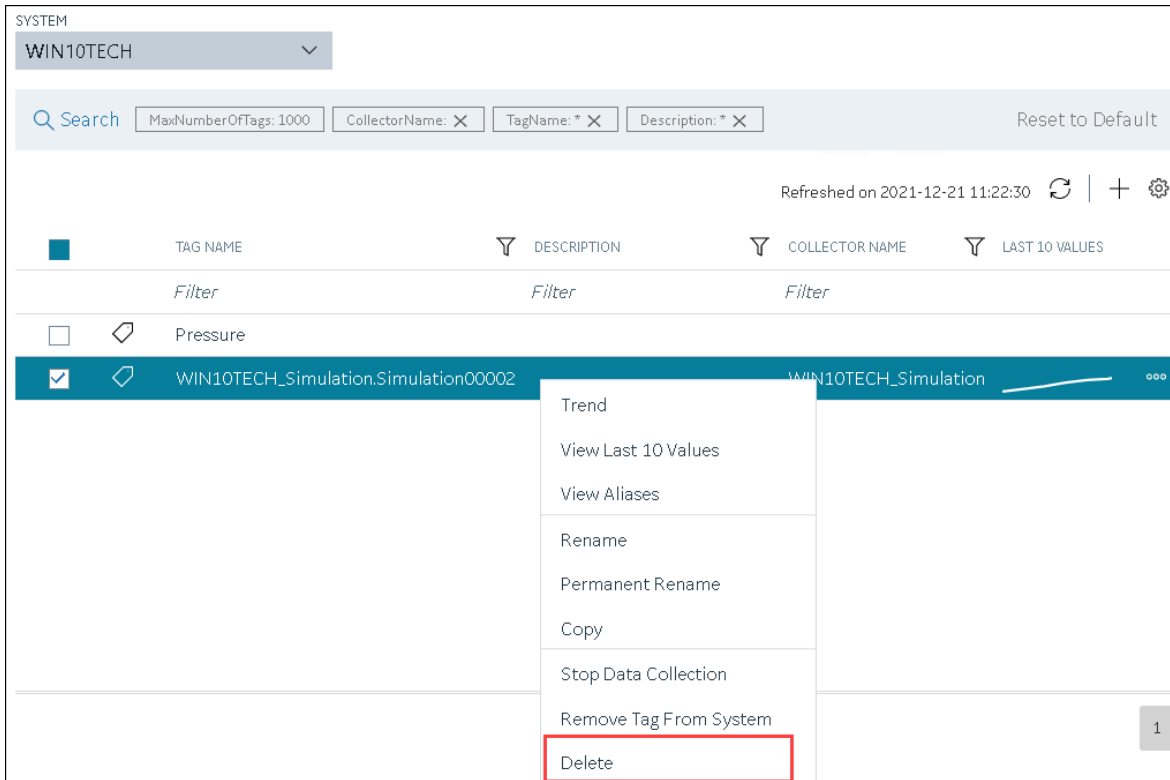 SYSTEM
WIN10TECH
Search MaxNumberOfTags: 1000 CollectorName: TagName: * Description: * Reset to Default
Refreshed on 2021-12-21 11:22:30
TAG NAME DESCRIPTION COLLECTOR NAME LAST 10 VALUES
Filter Filter Filter
Pressure
WIN10TECH_Simulation.Simulation00002 WIN10TECH_Simulation
Trend
View Last 10 Values
View Aliases
Rename
Permanent Rename
Copy
Stop Data Collection
Remove Tag From System
1
Delete